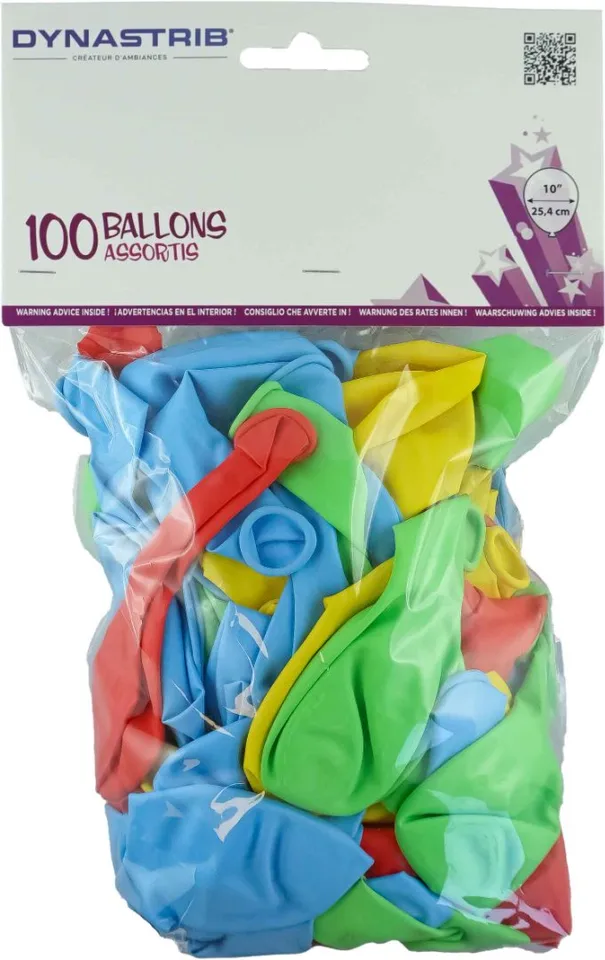 DYNASTRIB®
CRÉATEUR D'AMBIANCES
10"
25,4 cm
100 BALLONS
ASSORTIS
WARNING ADVICE INSIDE ! ¡ADVERTENCIAS EN EL INTERIOR ! CONSIGLIO CHE AVVERTE IN ! WARNUNG DES RATES INNEN ! WAARSCHUWING ADVIES INSIDE !